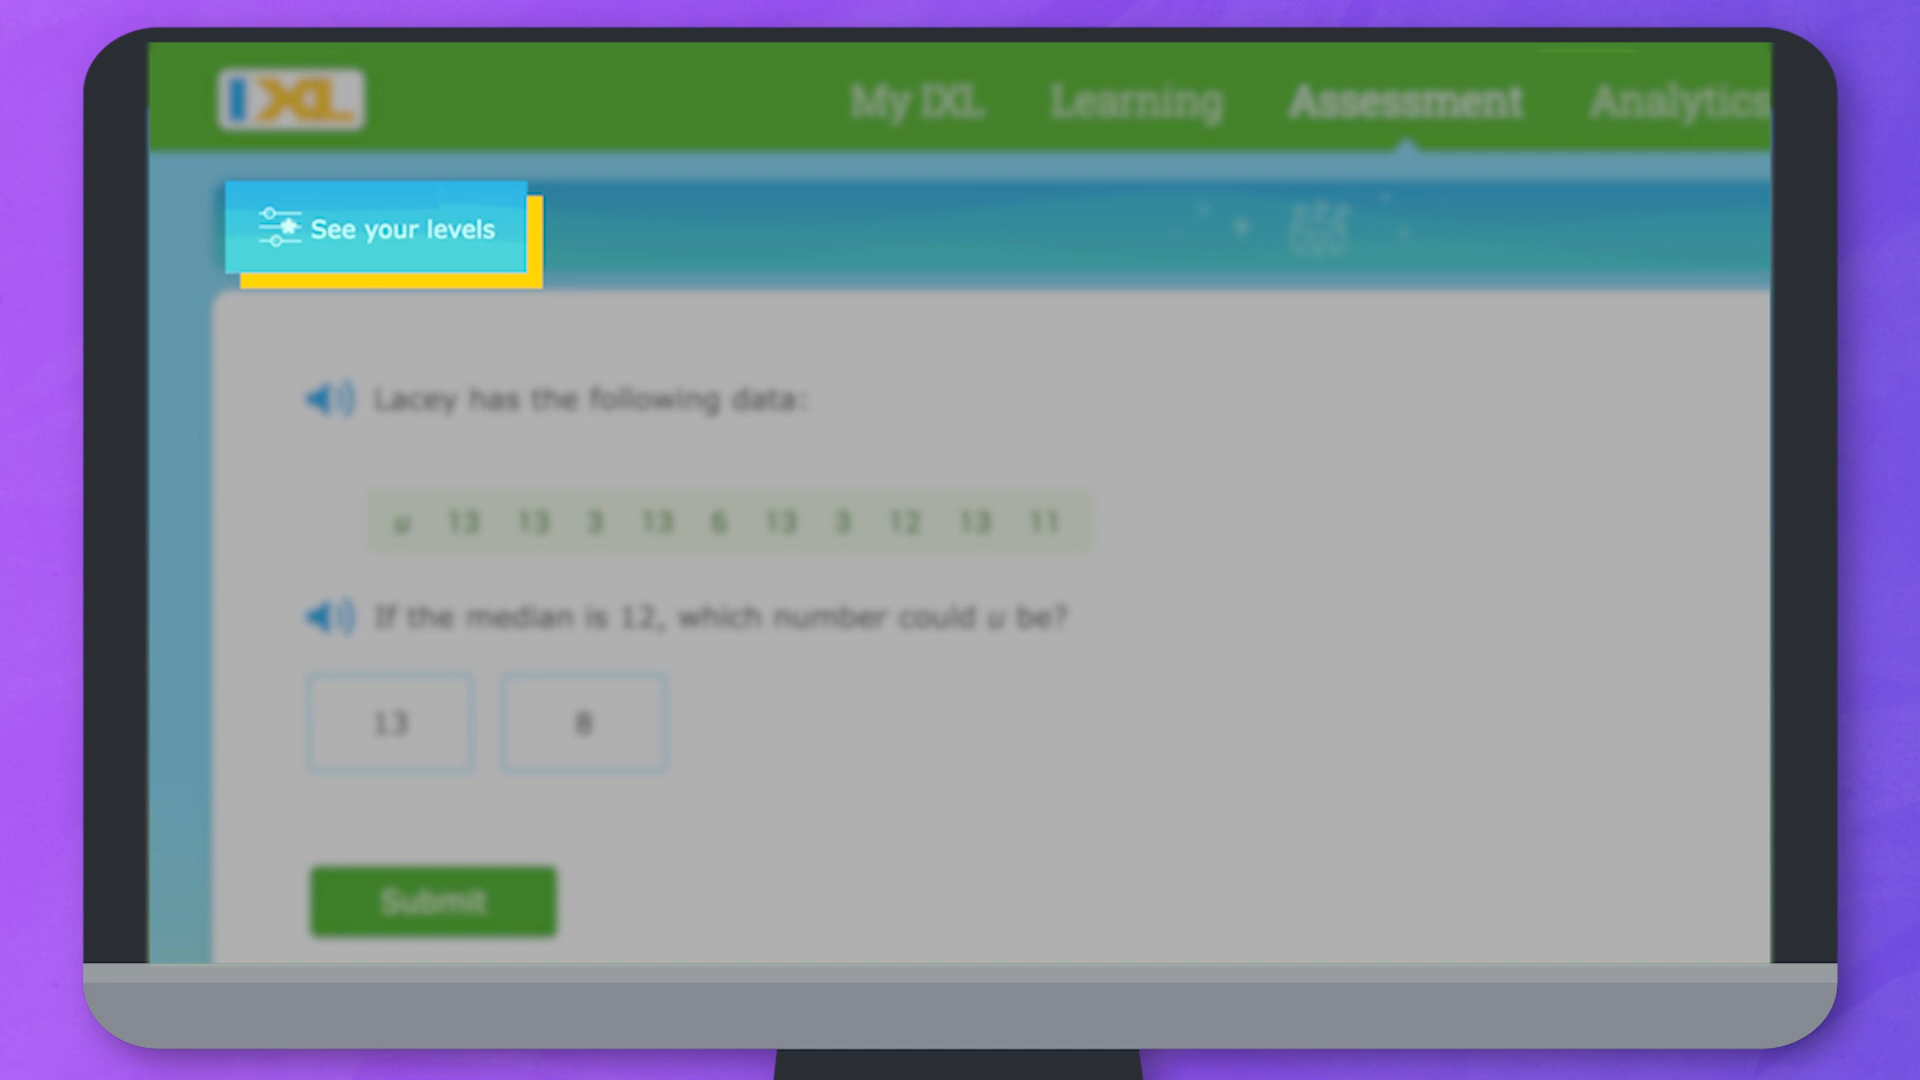 IXL
My IXL Learning Assessment Analytics
See your levels
Lacey has the following data:
u 13 13 3 13 6 13 3 12 13 11
If the median is 12, which number could u be?
13 8
Submit